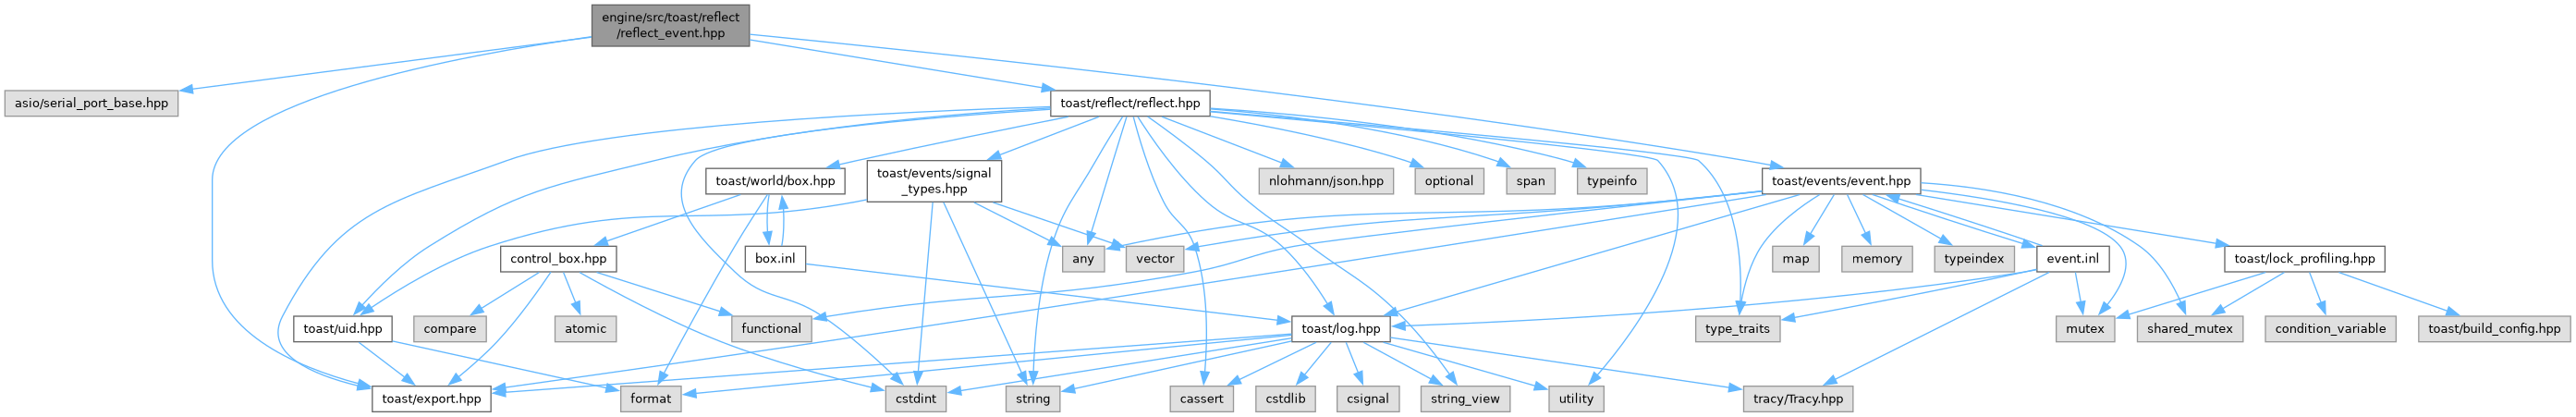 engine/src/toast/reflect
/reflect_event.hpp
asio/serial_port_base.hpp
toast/reflect/reflect.hpp
toast/world/box.hpp
toast/events/signal
_types.hpp
nlohmann/json.hpp
optional
span
typeinfo
toast/events/event.hpp
control_box.hpp
box.inl
any
vector
map
memory
typeindex
event.inl
toast/lock_profiling.hpp
toast/uid.hpp
compare
atomic
functional
toast/log.hpp
type_traits
mutex
shared_mutex
condition_variable
toast/build_config.hpp
toast/export.hpp
format
cstdint
string
cassert
cstdlib
csignal
string_view
utility
tracy/Tracy.hpp